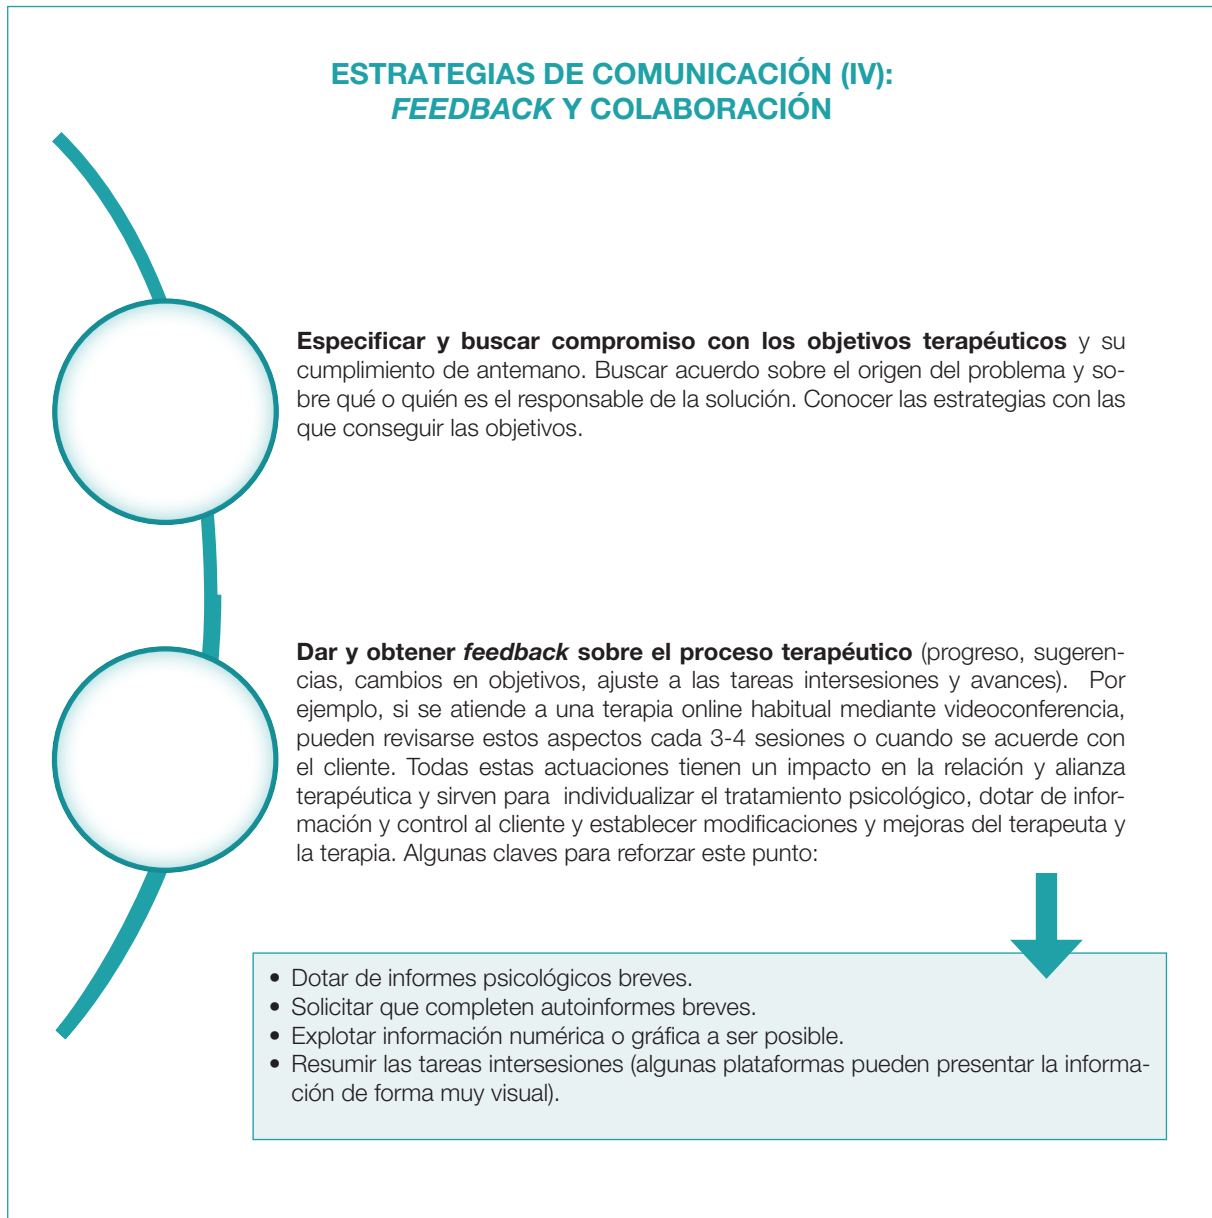 ESTRATEGIAS DE COMUNICACIÓN (IV):
FEEDBACK Y COLABORACIÓN
Especificar y buscar compromiso con los objetivos terapéuticos y su
cumplimiento de antemano. Buscar acuerdo sobre el origen del problema y so-
bre qué o quién es el responsable de la solución. Conocer las estrategias con las
que conseguir las objetivos.
Dar y obtener feedback sobre el proceso terapéutico (progreso, sugeren-
cias, cambios en objetivos, ajuste a las tareas intersesiones y avances). Por
ejemplo, si se atiende a una terapia online habitual mediante videoconferencia,
pueden revisarse estos aspectos cada 3-4 sesiones o cuando se acuerde con
el cliente. Todas estas actuaciones tienen un impacto en la relación y alianza
terapéutica y sirven para individualizar el tratamiento psicológico, dotar de infor-
mación y control al cliente y establecer modificaciones y mejoras del terapeuta y
la terapia. Algunas claves para reforzar este punto:
• Dotar de informes psicológicos breves.
• Solicitar que completen autoinformes breves.
• Explotar información numérica o gráfica a ser posible.
• Resumir las tareas intersesiones (algunas plataformas pueden presentar la informa-
ción de forma muy visual).